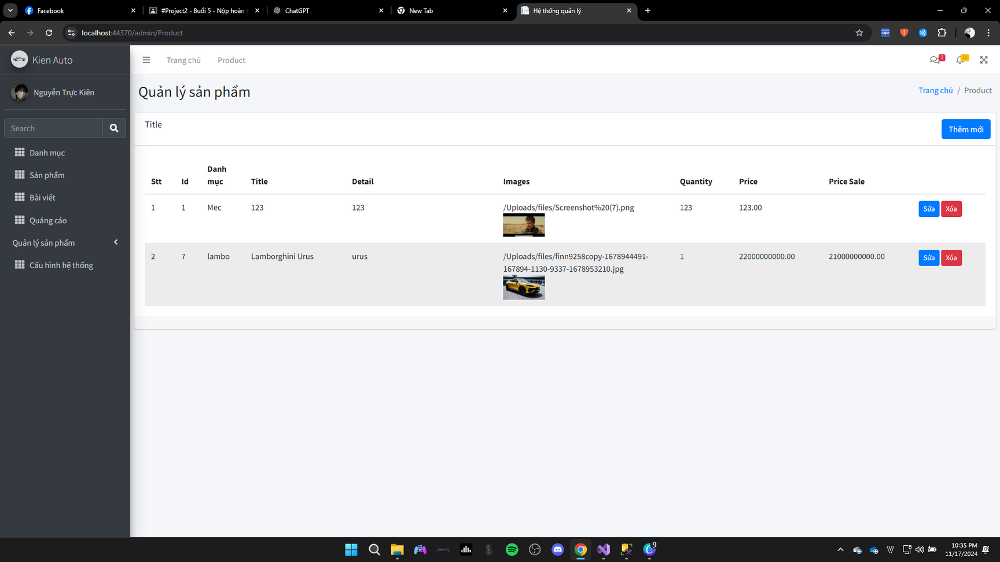 Facebook
#Project2 - Buổi 5 - Nộp hoàn
ChatGPT
New Tab
Hệ thống quản lý
localhost:44370/admin/Product
Kien Auto
Trang chủ
Product
3
15
Nguyễn Trực Kiên
Quản lý sản phẩm
Trang chủ / Product
Search
Title
Thêm mới
Danh mục
Sản phẩm
Bài viết
Quảng cáo
Quản lý sản phẩm
Cấu hình hệ thống
Stt Id Danh mục Title Detail Images Quantity Price Price Sale
1 1 Mec 123 123 /Uploads/files/Screenshot%20(7).png 123 123.00 Sửa Xóa
2 7 lambo Lamborghini Urus urus /Uploads/files/finn9258copy-1678944491- 1 22000000000.00 21000000000.00 Sửa Xóa
167894-1130-9337-1678953210.jpg
9
10:35 PM
11/17/2024